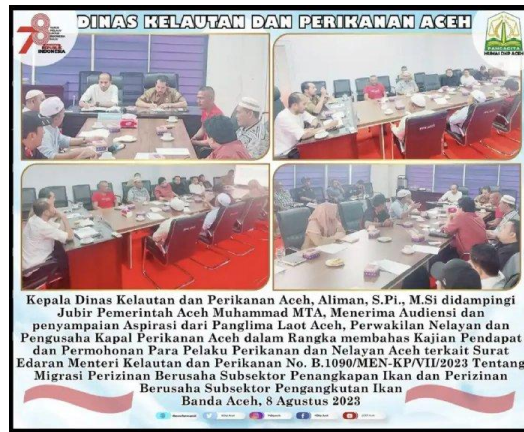 78
INDONESIA
DINAS KELAUTAN DAN PERIKANAN ACEH
PANCACITA
Kepala Dinas Kelautan dan Perikanan Aceh, Aliman, S.Pi., M.Si didampingi
Jubir Pemerintah Aceh Muhammad MTA, Menerima Audiensi dan
penyampaian Aspirasi dari Panglima Laot Aceh, Perwakilan Nelayan dan
Pengusaha Kapal Perikanan Aceh dalam Rangka membahas Kajian Pendapat
dan Permohonan Para Pelaku Perikanan dan Nelayan Aceh terkait Surat
Edaran Menteri Kelautan dan Perikanan No. B.1090/MEN-KP/VII/2023 Tentang
Migrasi Perizinan Berusaha Subsektor Penangkapan Ikan dan Perizinan
Berusaha Subsektor Pengangkutan Ikan
Banda Aceh, 8 Agustus 2023